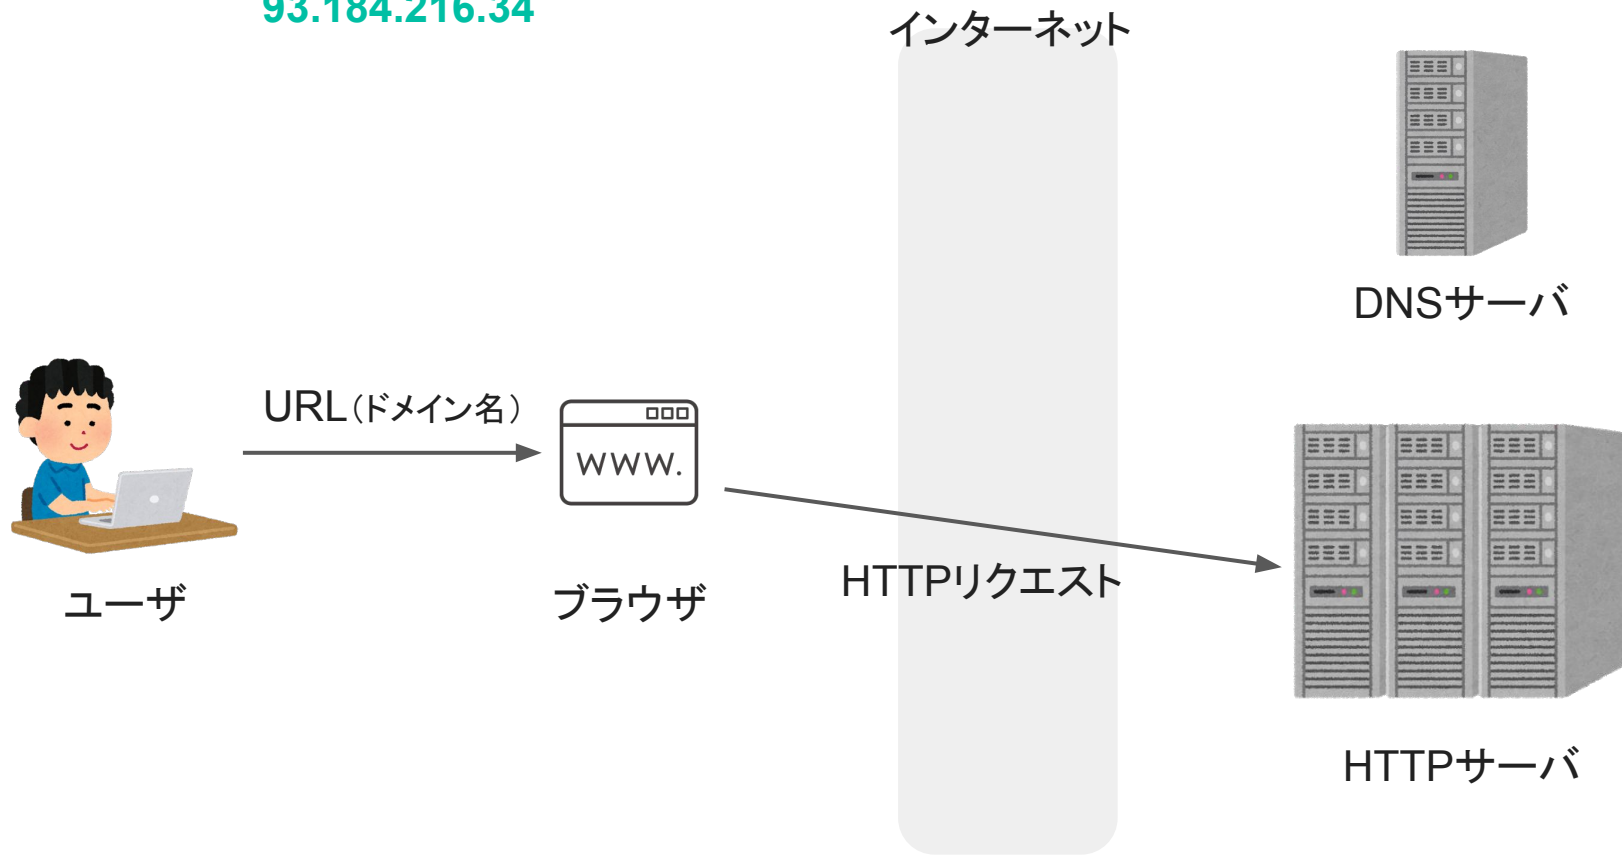 93.184.216.34
インターネット
DNSサーバ
URL（ドメイン名）
WWW.
HTTPリクエスト
ユーザ
ブラウザ
HTTPサーバ